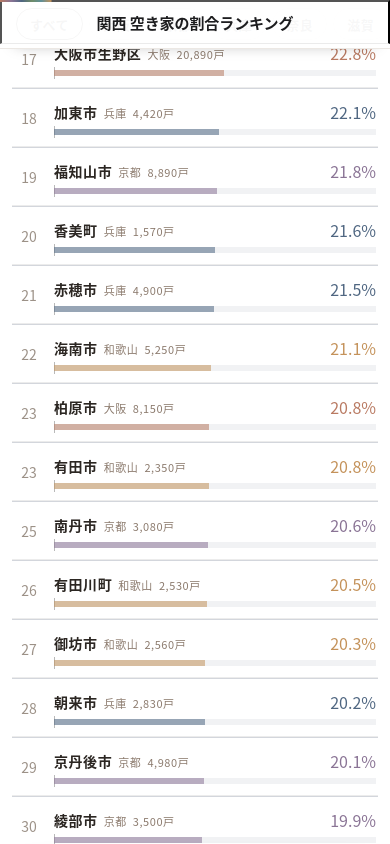 関西 空き家の割合ランキング
すべて
滋賀
17 大阪市生野区 大阪 20,890戸 22.8%
18 加東市 兵庫 4,420戸 22.1%
19 福知山市 京都 8,890戸 21.8%
20 香美町 兵庫 1,570戸 21.6%
21 赤穂市 兵庫 4,900戸 21.5%
22 海南市 和歌山 5,250戸 21.1%
23 柏原市 大阪 8,150戸 20.8%
23 有田市 和歌山 2,350戸 20.8%
25 南丹市 京都 3,080戸 20.6%
26 有田川町 和歌山 2,530戸 20.5%
27 御坊市 和歌山 2,560戸 20.3%
28 朝来市 兵庫 2,830戸 20.2%
29 京丹後市 京都 4,980戸 20.1%
30 綾部市 京都 3,500戸 19.9%